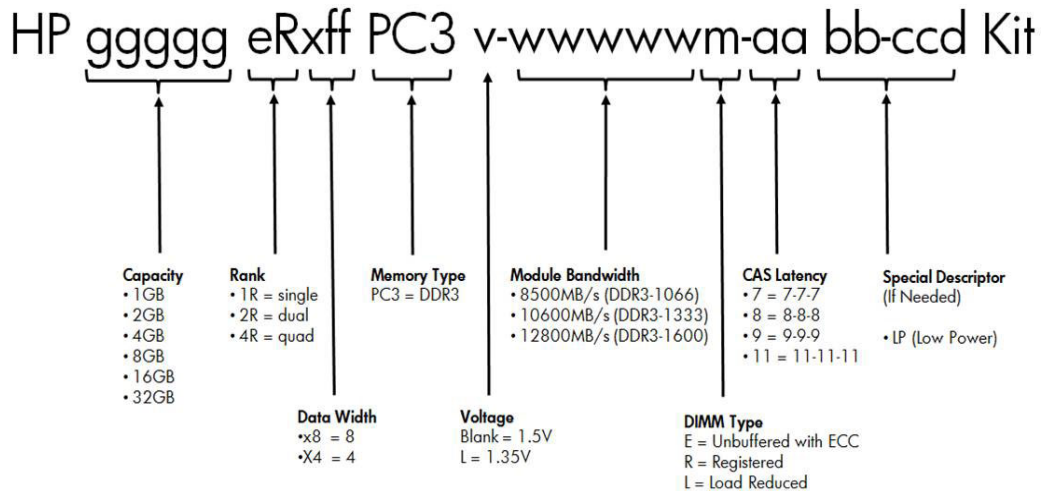 HP ggggg eRxff PC3 v-wwwwwm-aa bb-ccd Kit
Capacity
• 1GB
• 2GB
• 4GB
• 8GB
• 16GB
• 32GB
Rank
• 1R = single
• 2R = dual
• 4R = quad
Memory Type
PC3 = DDR3
Module Bandwidth
• 8500MB/s (DDR3-1066)
• 10600MB/s (DDR3-1333)
• 12800MB/s (DDR3-1600)
CAS Latency
• 7 = 7-7-7
• 8 = 8-8-8
• 9 = 9-9-9
• 11 = 11-11-11
Special Descriptor
(If Needed)
• LP (Low Power)
Data Width
•x8 = 8
•X4 = 4
Voltage
Blank = 1.5V
L = 1.35V
DIMM Type
E = Unbuffered with ECC
R = Registered
L = Load Reduced